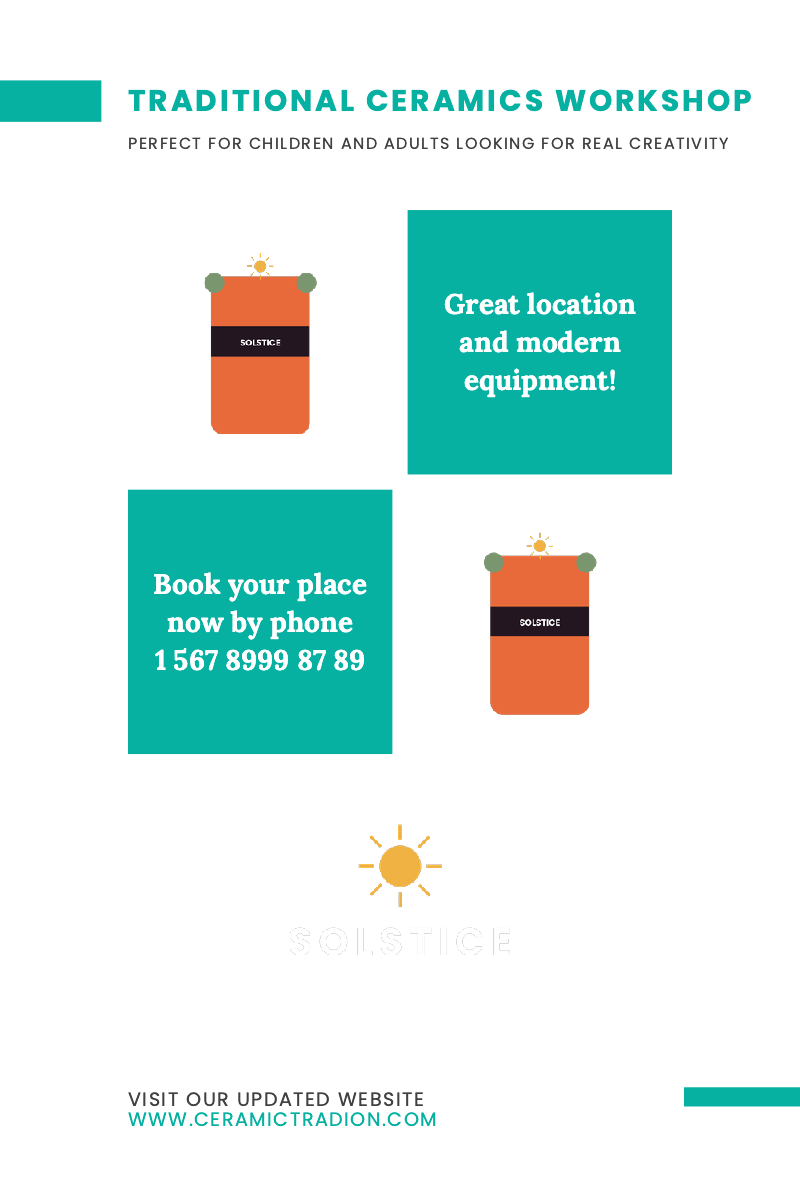 TRADITIONAL CERAMICS WORKSHOP
PERFECT FOR CHILDREN AND ADULTS LOOKING FOR REAL CREATIVITY
SOLSTICE
Great location
and modern
equipment!
Book your place
now by phone
1 567 8999 87 89
SOLSTICE
SOLSTICE
VISIT OUR UPDATED WEBSITE
WWW.CERAMICTRADION.COM